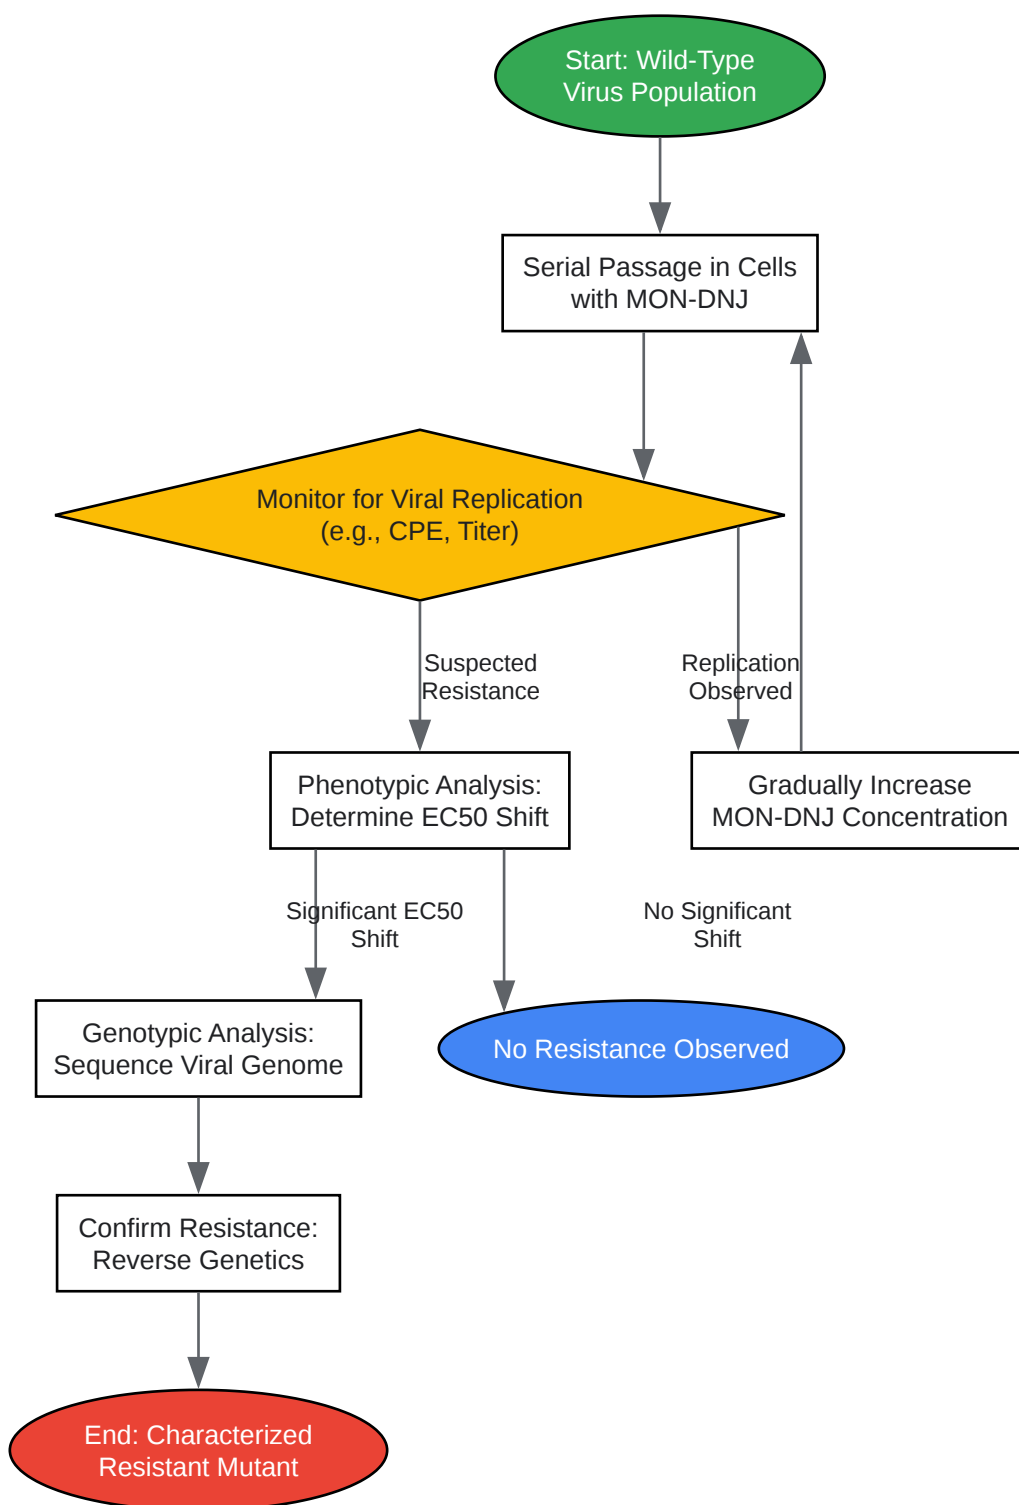 Start: Wild-Type
Virus Population
Serial Passage in Cells
with MON-DNJ
Monitor for Viral Replication
(e.g., CPE, Titer)
Suspected
Resistance
Replication
Observed
Phenotypic Analysis:
Determine EC50 Shift
Gradually Increase
MON-DNJ Concentration
Significant EC50
Shift
No Significant
Shift
Genotypic Analysis:
Sequence Viral Genome
No Resistance Observed
Confirm Resistance:
Reverse Genetics
End: Characterized
Resistant Mutant